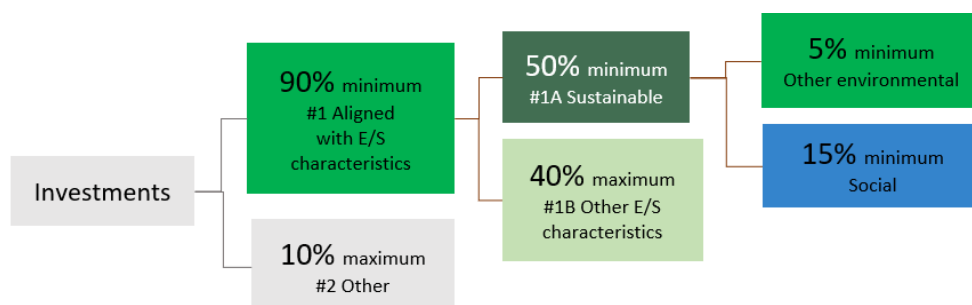 Investments
90% minimum
#1 Aligned
with E/S
characteristics
10% maximum
#2 Other
50% minimum
#1A Sustainable
40% maximum
#1B Other E/S
characteristics
5% minimum
Other environmental
15% minimum
Social